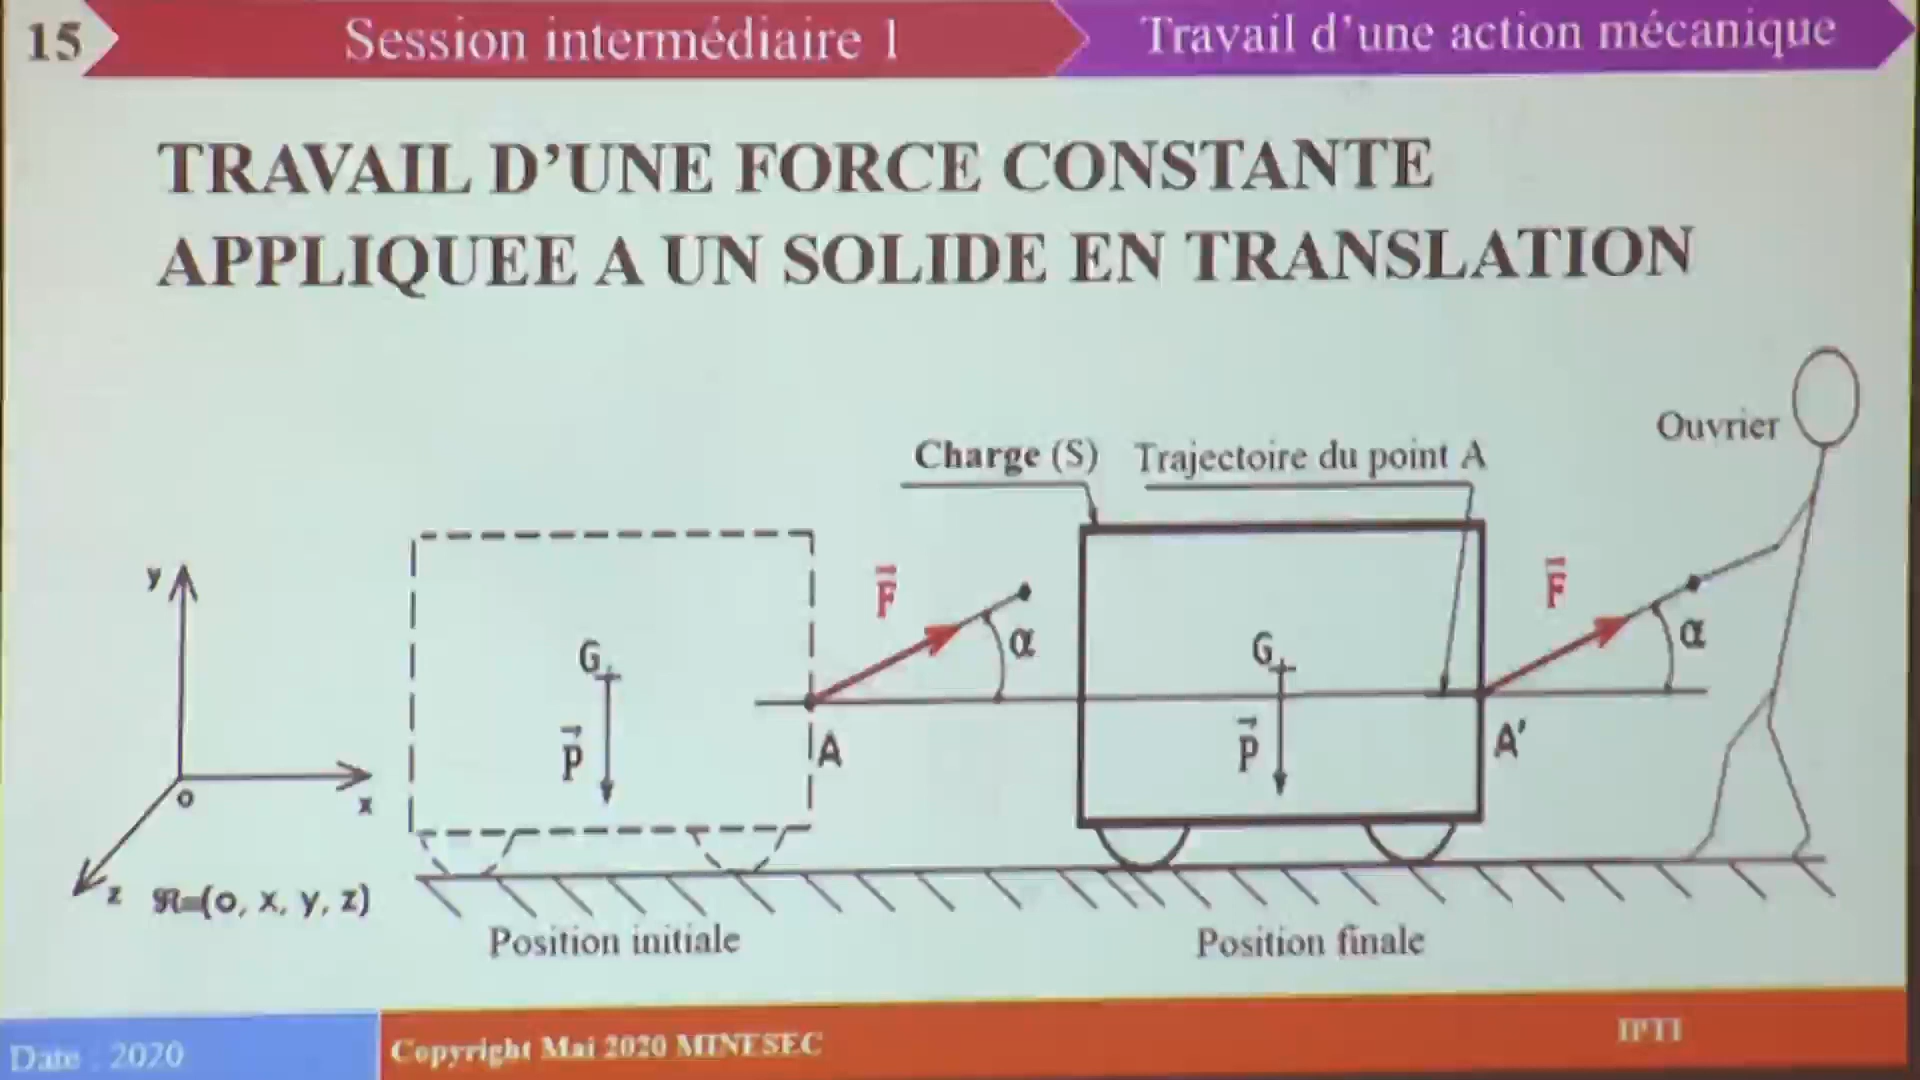 15
Session intermédiaire 1
Travail d'une action mécanique
TRAVAIL D'UNE FORCE CONSTANTE
APPLIQUEE A UN SOLIDE EN TRANSLATION
Ouvrier
Charge (S)
Trajectoire du point A
y
F
F
α
α
G
G
P
P
A
A'
o
x
z
ℜ=(o, x, y, z)
Position initiale
Position finale
Date : 2020
Copyright Mai 2020 MINESEC
IPTI